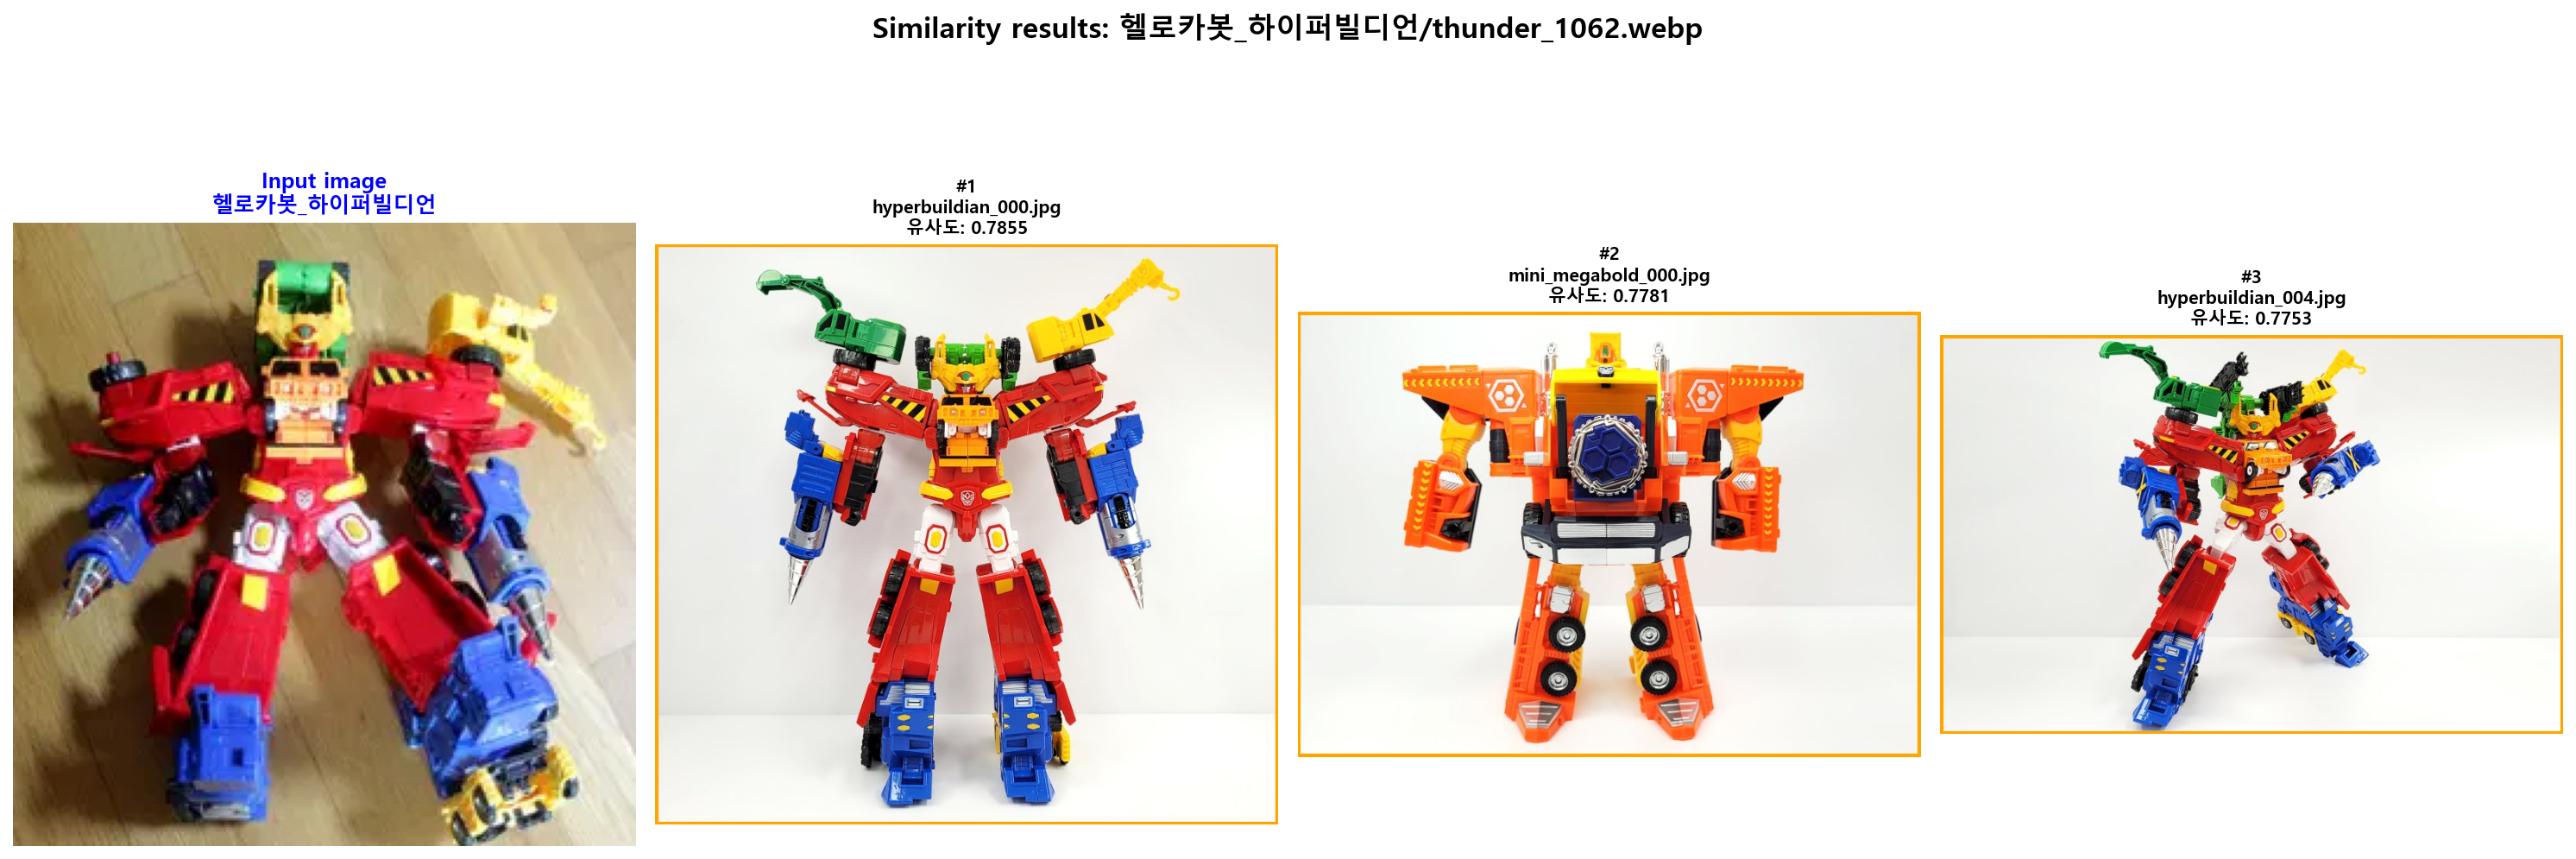 Similarity results: 헬로카봇_하이퍼빌디언/thunder_1062.webp
Input image
헬로카봇_하이퍼빌디언
#1
hyperbuildian_000.jpg
유사도: 0.7855
#2
mini_megabold_000.jpg
유사도: 0.7781
#3
hyperbuildian_004.jpg
유사도: 0.7753